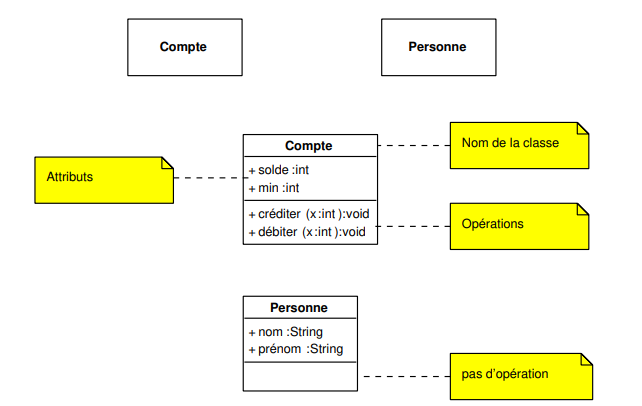 Compte
Personne
Compte
Nom de la classe
Attributs
+ solde :int
+ min :int
+ créditer (x :int ):void
+ débiter (x :int ):void
Opérations
Personne
+ nom :String
+ prénom :String
pas d'opération